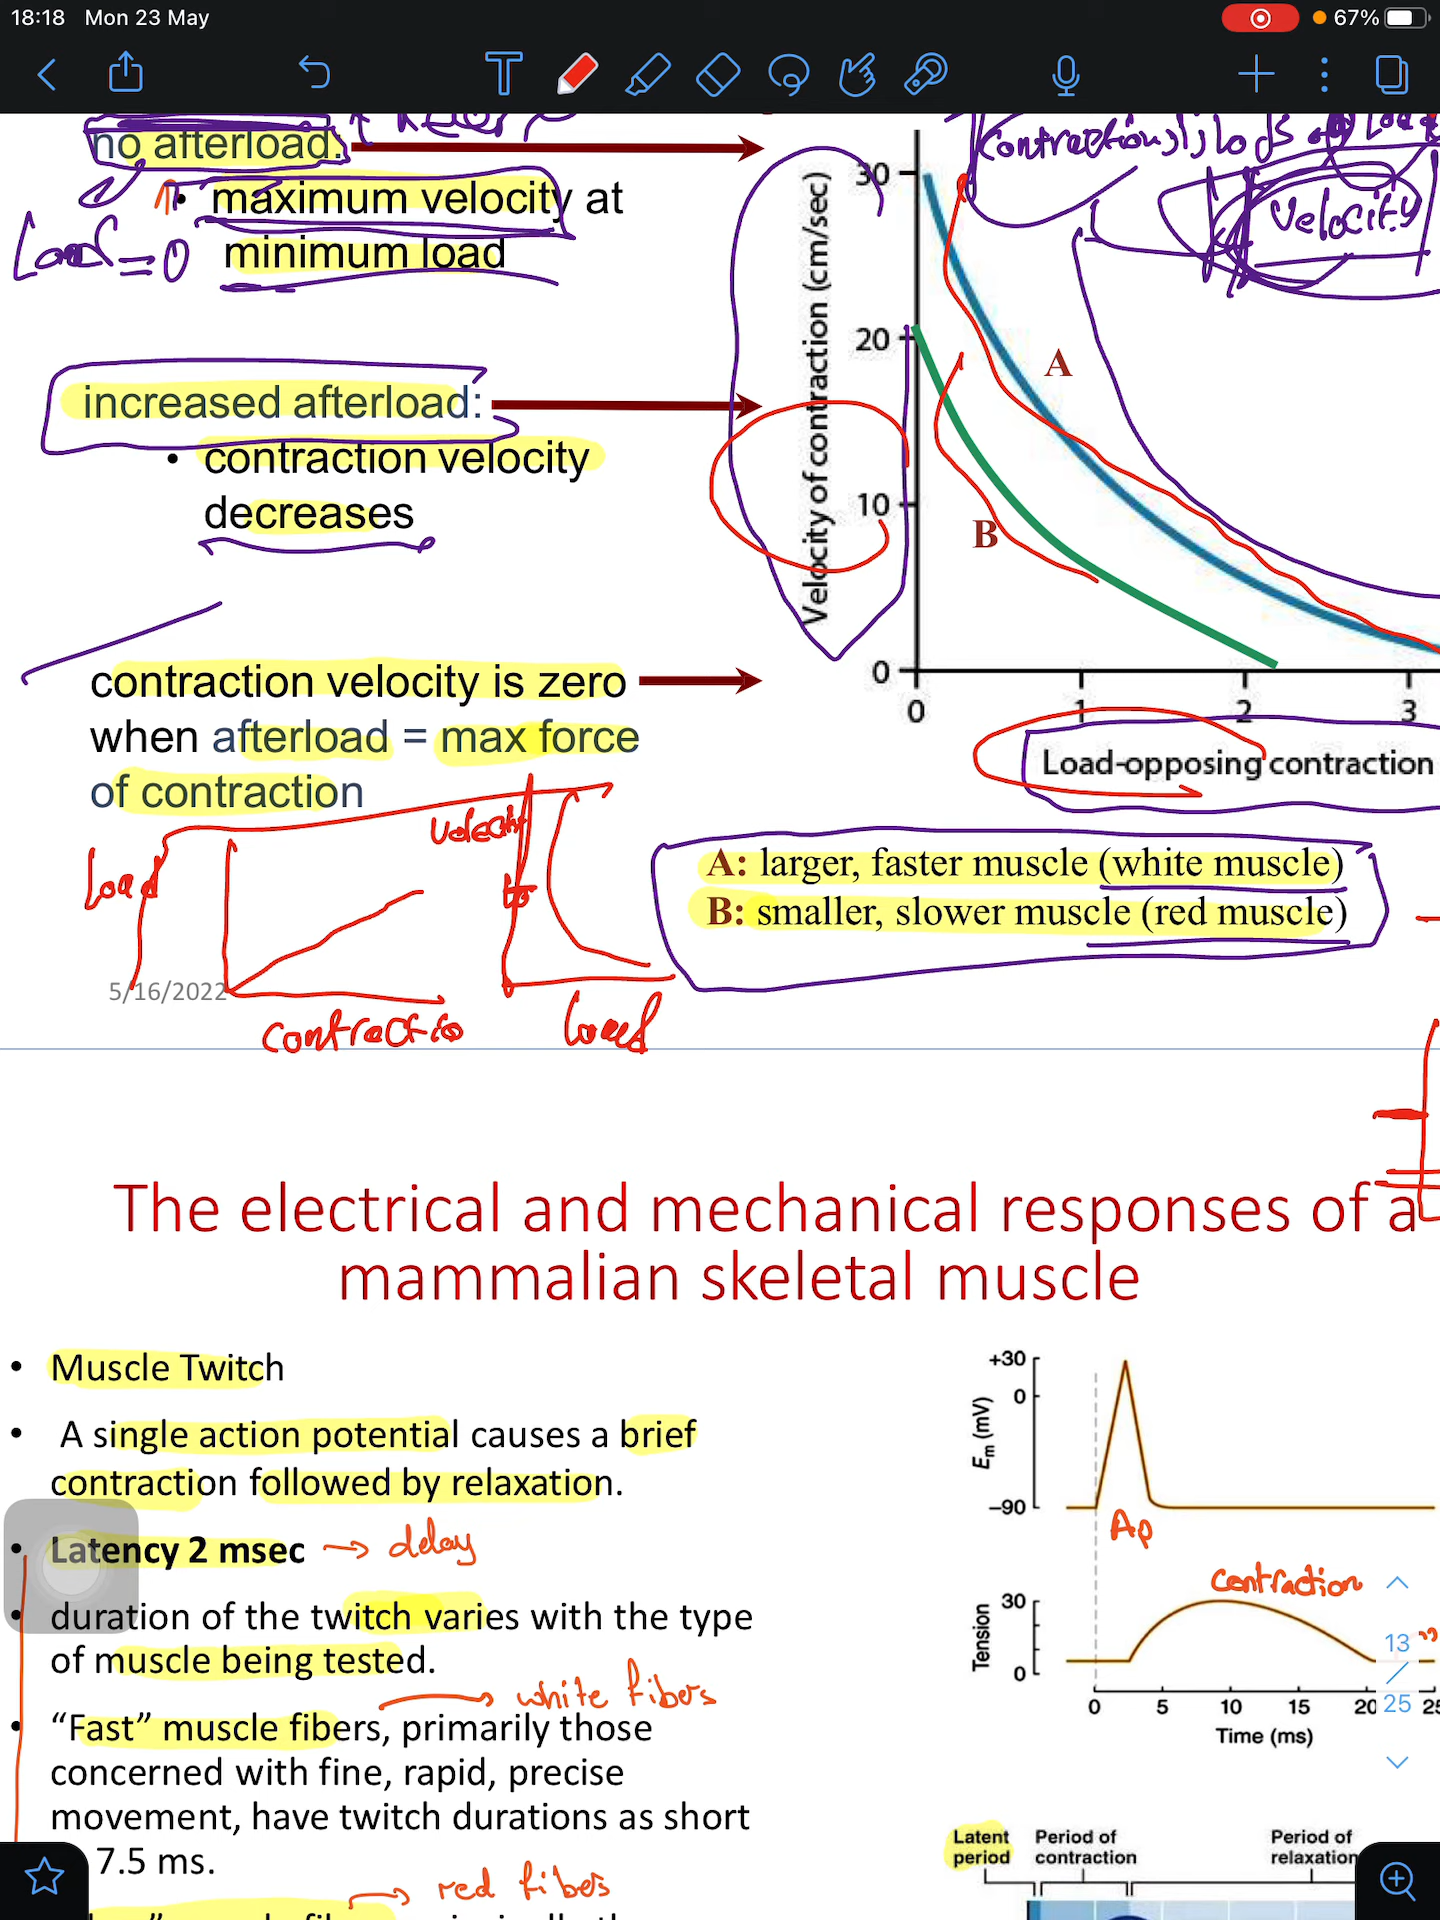 18:18 Mon 23 May
67%
no afterload:
maximum velocity at
minimum load
Load = 0
Velocity
increased afterload:
• contraction velocity
decreases
contraction velocity is zero
when afterload = max force
of contraction
Velocity of contraction (cm/sec)
30
20
10
0
A
B
0 1 2 3
Load-opposing contraction
A: larger, faster muscle (white muscle)
B: smaller, slower muscle (red muscle)
Load
5/16/2022
The electrical and mechanical responses of a
mammalian skeletal muscle
• Muscle Twitch
• A single action potential causes a brief
contraction followed by relaxation.
• Latency 2 msec → delay
• duration of the twitch varies with the type
of muscle being tested.
• "Fast" muscle fibers, primarily those
→ white fibers
concerned with fine, rapid, precise
movement, have twitch durations as short
7.5 ms.
→ red fibers
+30
0
-90
Em (mV)
Ap
Contraction
30
0
Tension
0 5 10 15 20 25
Time (ms)
13
25
Latent period
Period of contraction
Period of relaxation